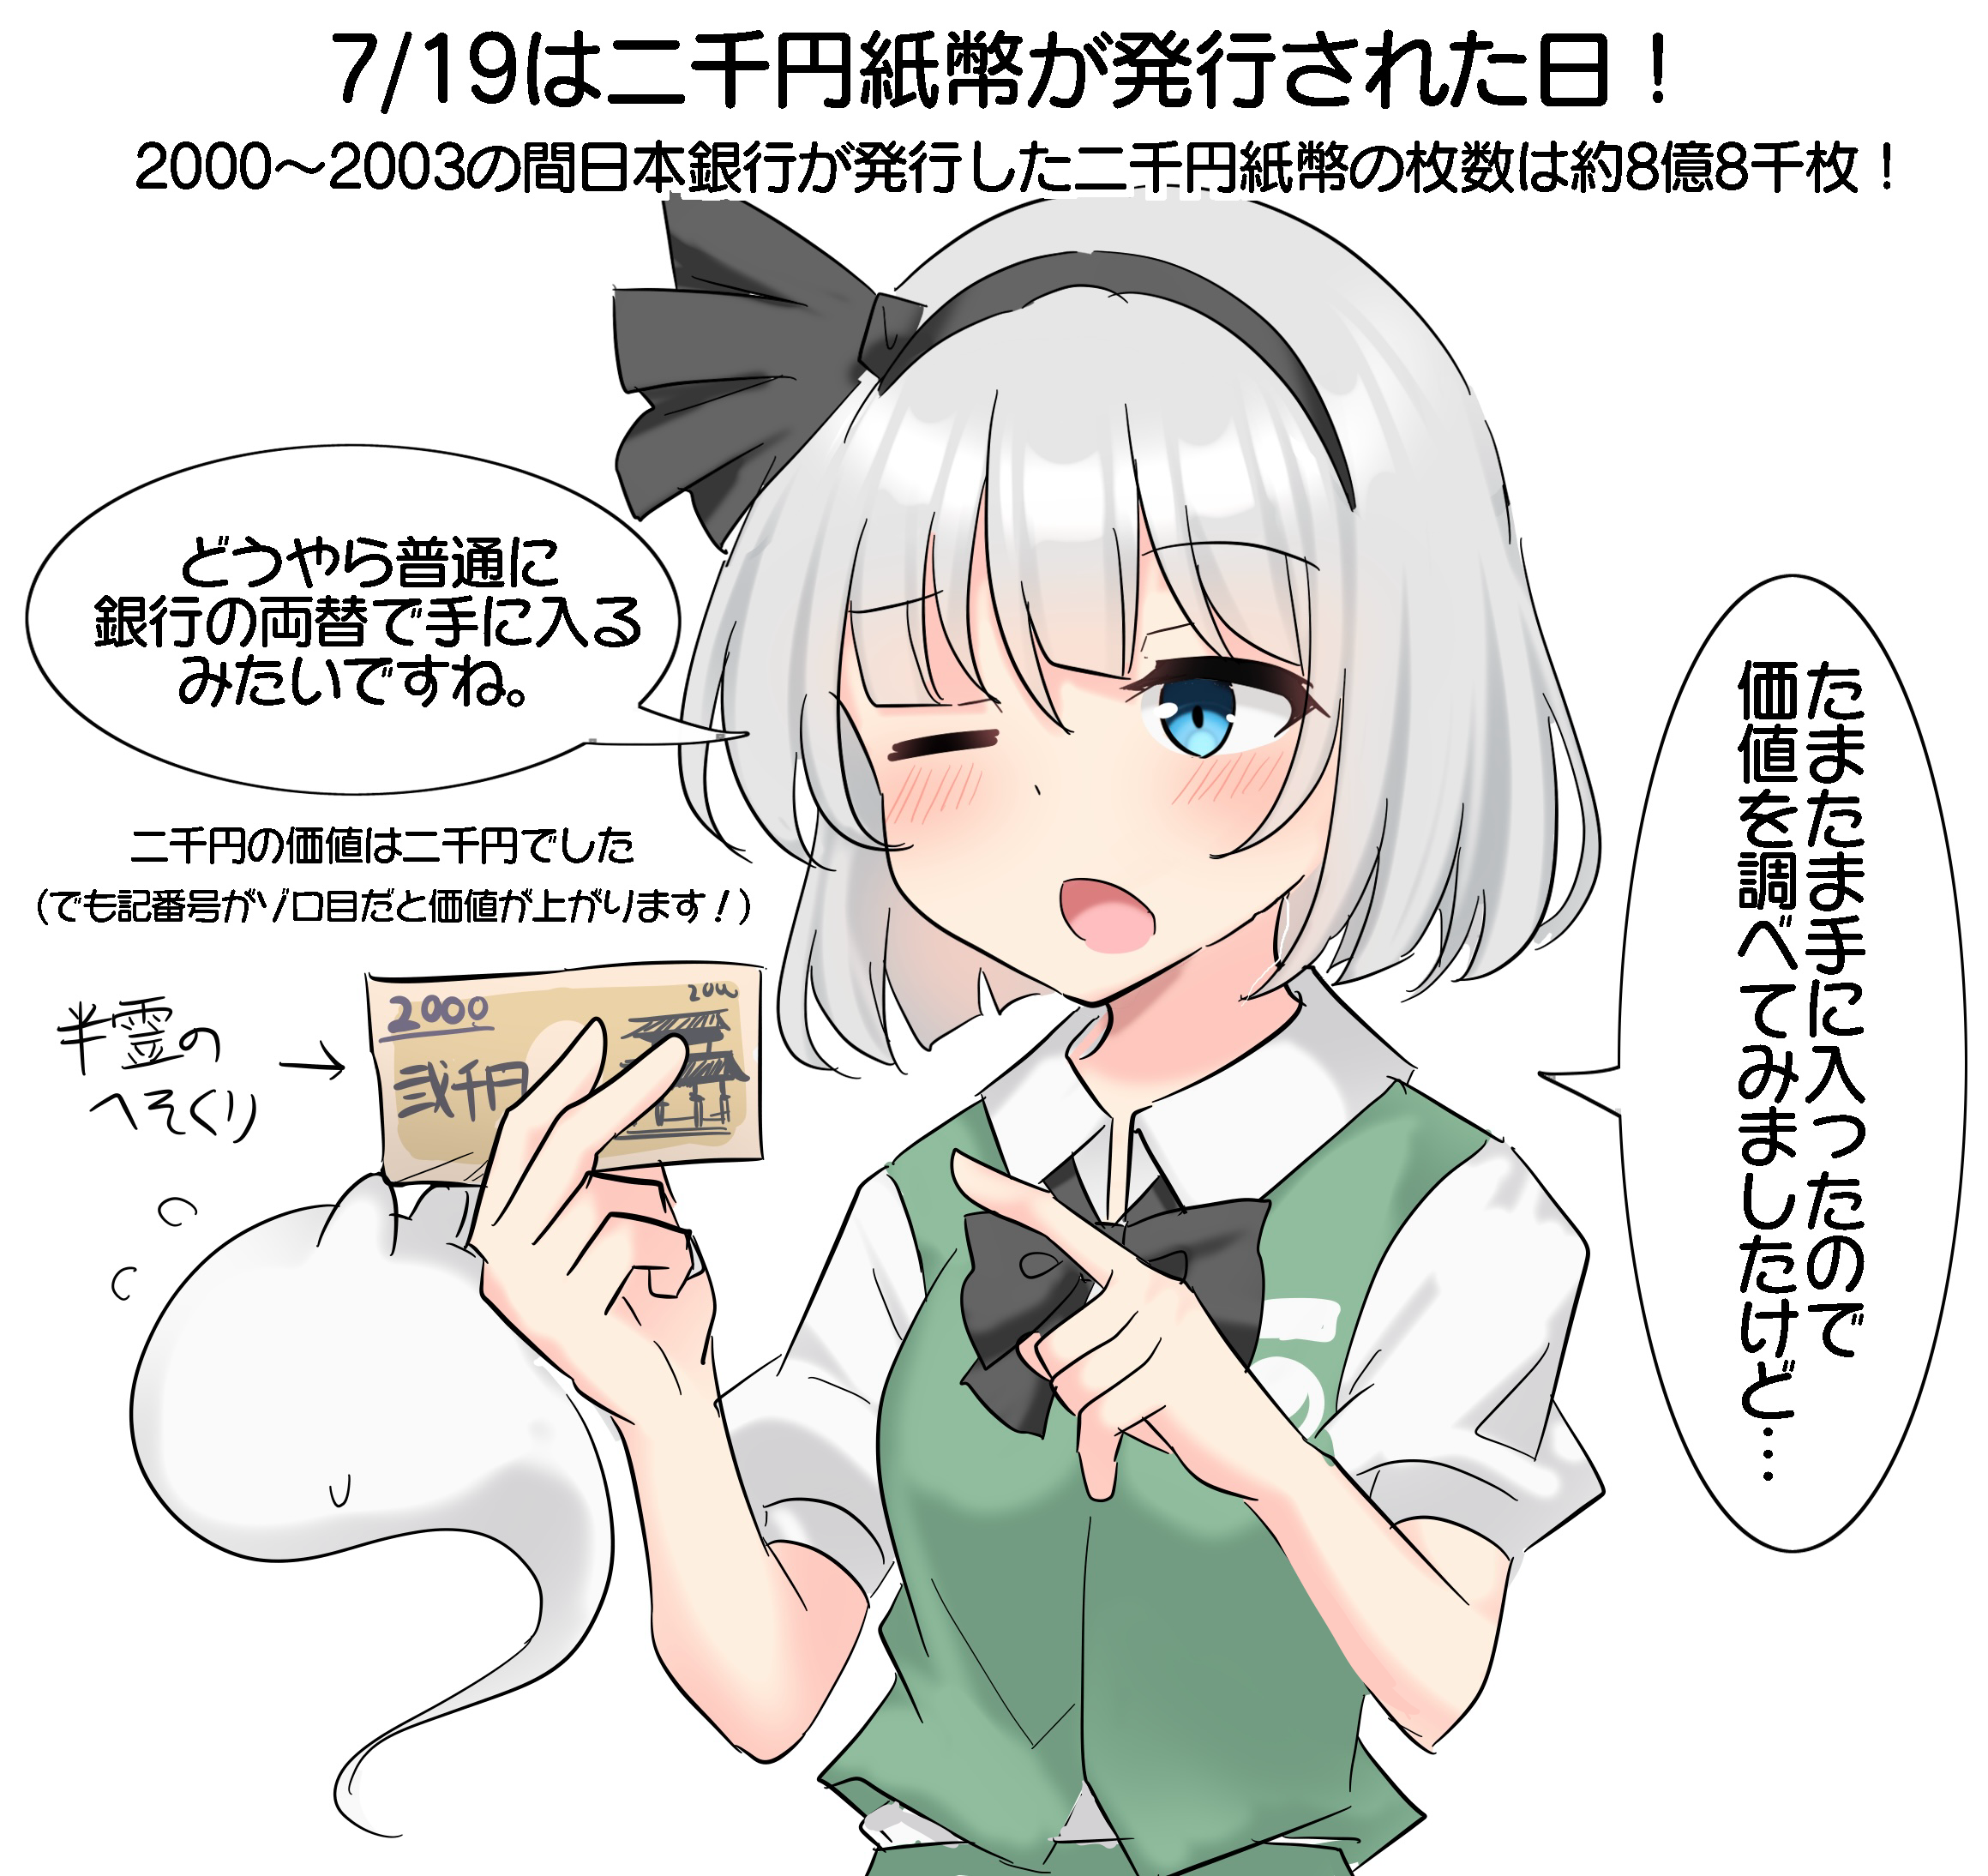 7/19は二千円紙幣が発行された日！
2000～2003の間日本銀行が発行した二千円紙幣の枚数は約8億8千枚！
たまたま手に入ったので
価値を調べてみましたけど…
どうやら普通に
銀行の両替で手に入る
みたいですね。
二千円の価値は二千円でした
（でも記番号がゾロ目だと価値が上がります！）
半霊の
へそくり
→
2000
200
弐千円